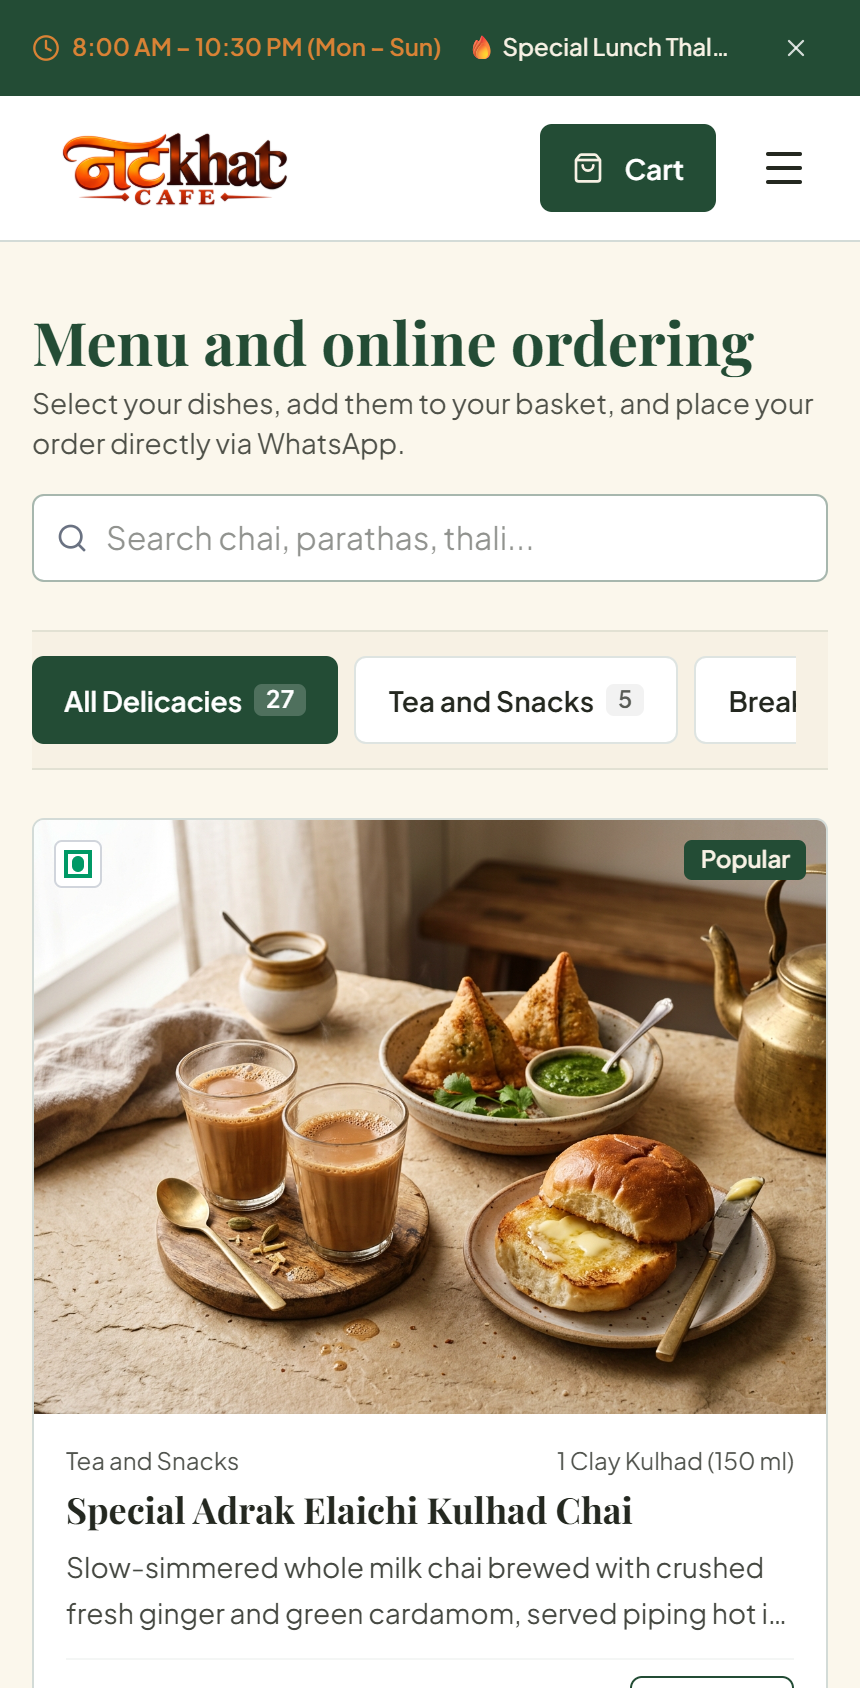 8:00 AM – 10:30 PM (Mon – Sun) 🔥 Special Lunch Thal...
नटkhat
CAFE
Cart
Menu and online ordering
Select your dishes, add them to your basket, and place your
order directly via WhatsApp.
Search chai, parathas, thali...
All Delicacies 27 Tea and Snacks 5 Breal
Popular
Tea and Snacks 1 Clay Kulhad (150 ml)
Special Adrak Elaichi Kulhad Chai
Slow-simmered whole milk chai brewed with crushed
fresh ginger and green cardamom, served piping hot i...